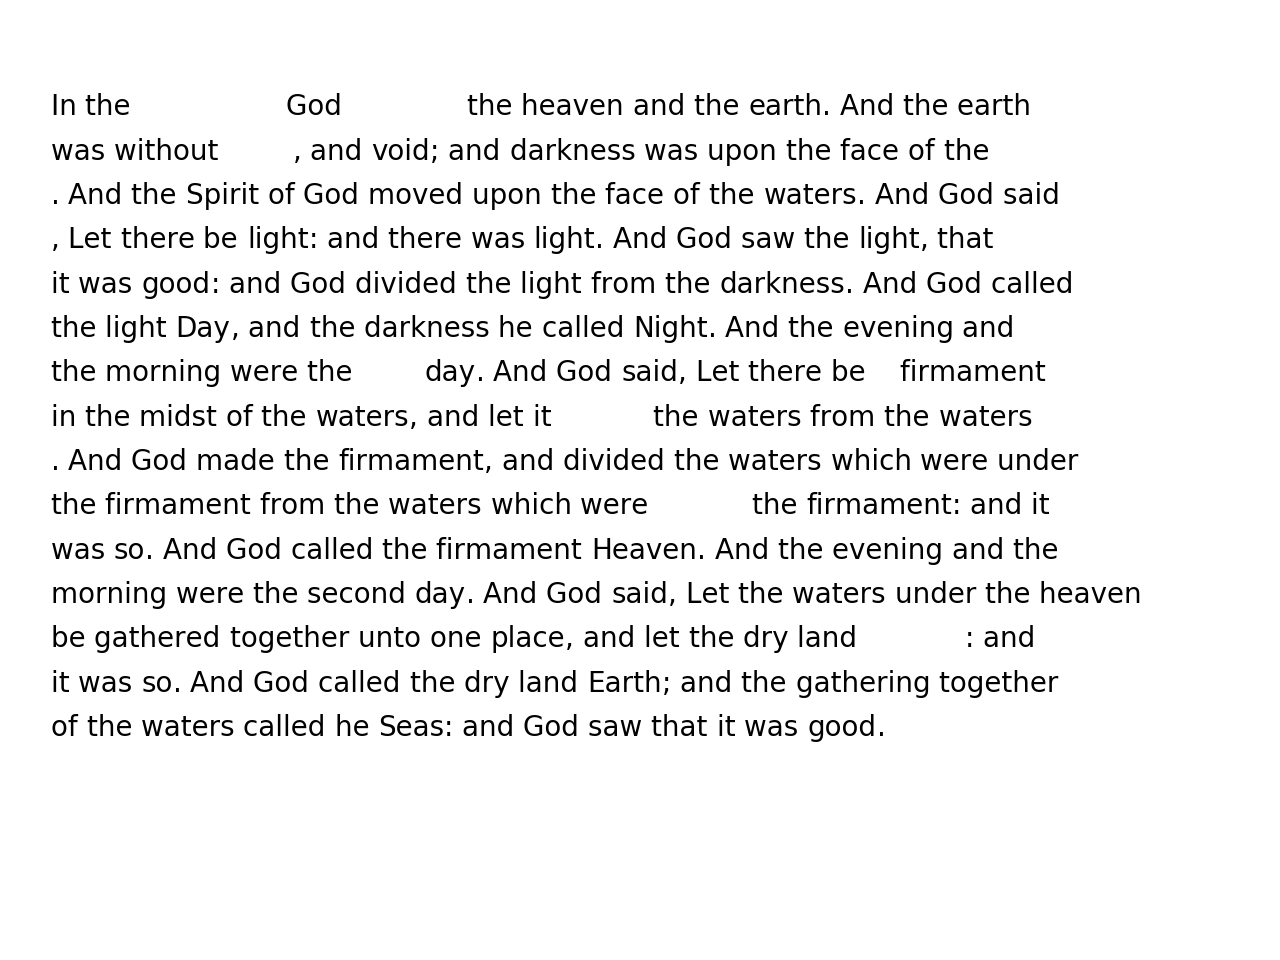 In the God the heaven and the earth. And the earth
was without , and void; and darkness was upon the face of the
. And the Spirit of God moved upon the face of the waters. And God said
, Let there be light: and there was light. And God saw the light, that
it was good: and God divided the light from the darkness. And God called
the light Day, and the darkness he called Night. And the evening and
the morning were the day. And God said, Let there be firmament
in the midst of the waters, and let it the waters from the waters
. And God made the firmament, and divided the waters which were under
the firmament from the waters which were the firmament: and it
was so. And God called the firmament Heaven. And the evening and the
morning were the second day. And God said, Let the waters under the heaven
be gathered together unto one place, and let the dry land : and
it was so. And God called the dry land Earth; and the gathering together
of the waters called he Seas: and God saw that it was good.